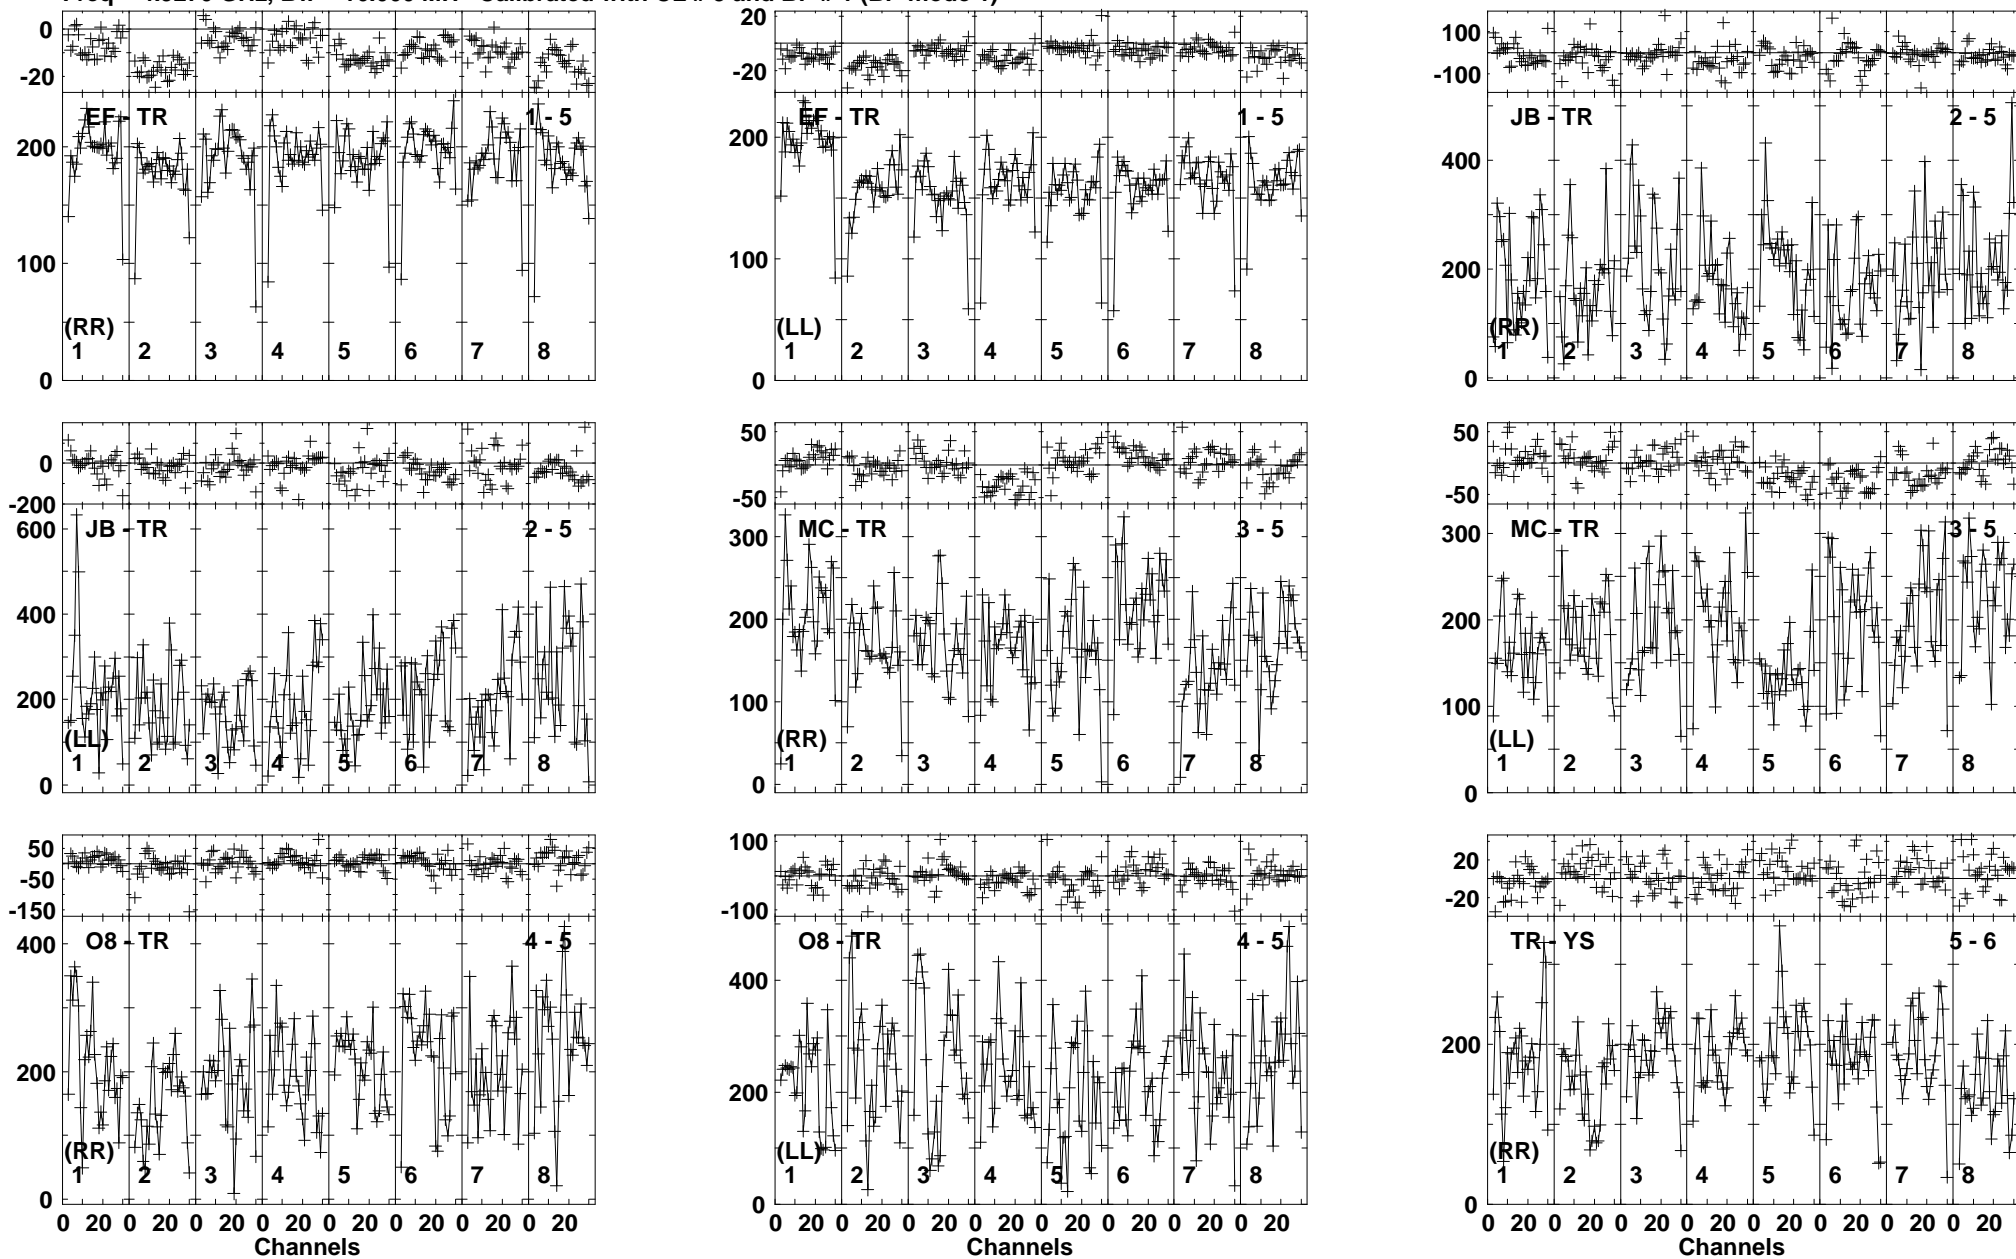 0 -20 EF - TR 1 - 5 200 100 0 (RR) 1 2 3 4 5 6 7 8
20 -20 EF - TR 1 - 5 200 100 0 (LL) 1 2 3 4 5 6 7 8
100 -100 JB - TR 2 - 5 400 200 0 (RR) 1 2 3 4 5 6 7 8
0 -200 JB - TR 2 - 5 600 400 200 0 (LL) 1 2 3 4 5 6 7 8
50 -50 MC - TR 3 - 5 300 200 100 0 (RR) 1 2 3 4 5 6 7 8
50 -50 MC - TR 3 - 5 300 200 100 0 (LL) 1 2 3 4 5 6 7 8
50 -50 -150 O8 - TR 4 - 5 400 200 0 (RR) 1 2 3 4 5 6 7 8
100 -100 O8 - TR 4 - 5 400 200 0 (LL) 1 2 3 4 5 6 7 8
20 -20 TR - YS 5 - 6 200 0 (RR) 1 2 3 4 5 6 7 8
0 20 0 20 0 20 0 20 0 20 0 20 0 20 0 20
0 20 0 20 0 20 0 20 0 20 0 20 0 20 0 20
0 20 0 20 0 20 0 20 0 20 0 20 0 20 0 20
Channels
Channels